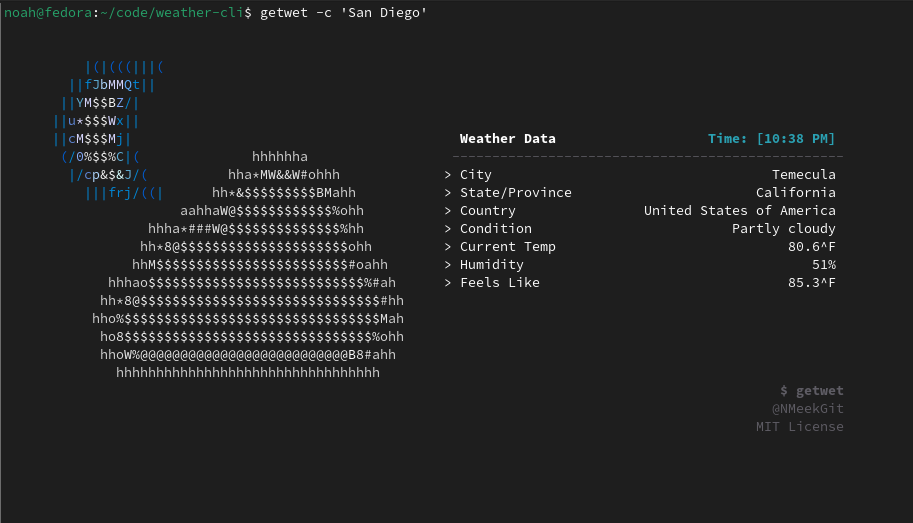 noah@fedora:~/code/weather-cli$ getwet -c 'San Diego'
|(|(((|||(
||fJbMMQt||
||YM$$BZ/|
||u*$$$Wx||
||cM$$$Mj|
Weather Data Time: [10:38 PM]
(/0%$$%C|( hhhhhha
------------------------------------------------
|/cp&$&J/( hha*MW&&W#ohhh > City Temecula
|||frj/((| hh*&$$$$$$$$$BMahh > State/Province California
aahhaW@$$$$$$$$$$$$%ohh > Country United States of America
hhha*###W@$$$$$$$$$$$$$$%hh > Condition Partly cloudy
hh*8@$$$$$$$$$$$$$$$$$$$$$ohh > Current Temp 80.6^F
hhM$$$$$$$$$$$$$$$$$$$$$$$$#oahh > Humidity 51%
hhhao$$$$$$$$$$$$$$$$$$$$$$$$$$$%#ah > Feels Like 85.3^F
hh*8@$$$$$$$$$$$$$$$$$$$$$$$$$$$$$$#hh
hho%$$$$$$$$$$$$$$$$$$$$$$$$$$$$$$$$Mah
ho8$$$$$$$$$$$$$$$$$$$$$$$$$$$$$$$%ohh
hhoW%@@@@@@@@@@@@@@@@@@@@@@@@@@B8#ahh
hhhhhhhhhhhhhhhhhhhhhhhhhhhhhhhhh
$ getwet
@NMeekGit
MIT License